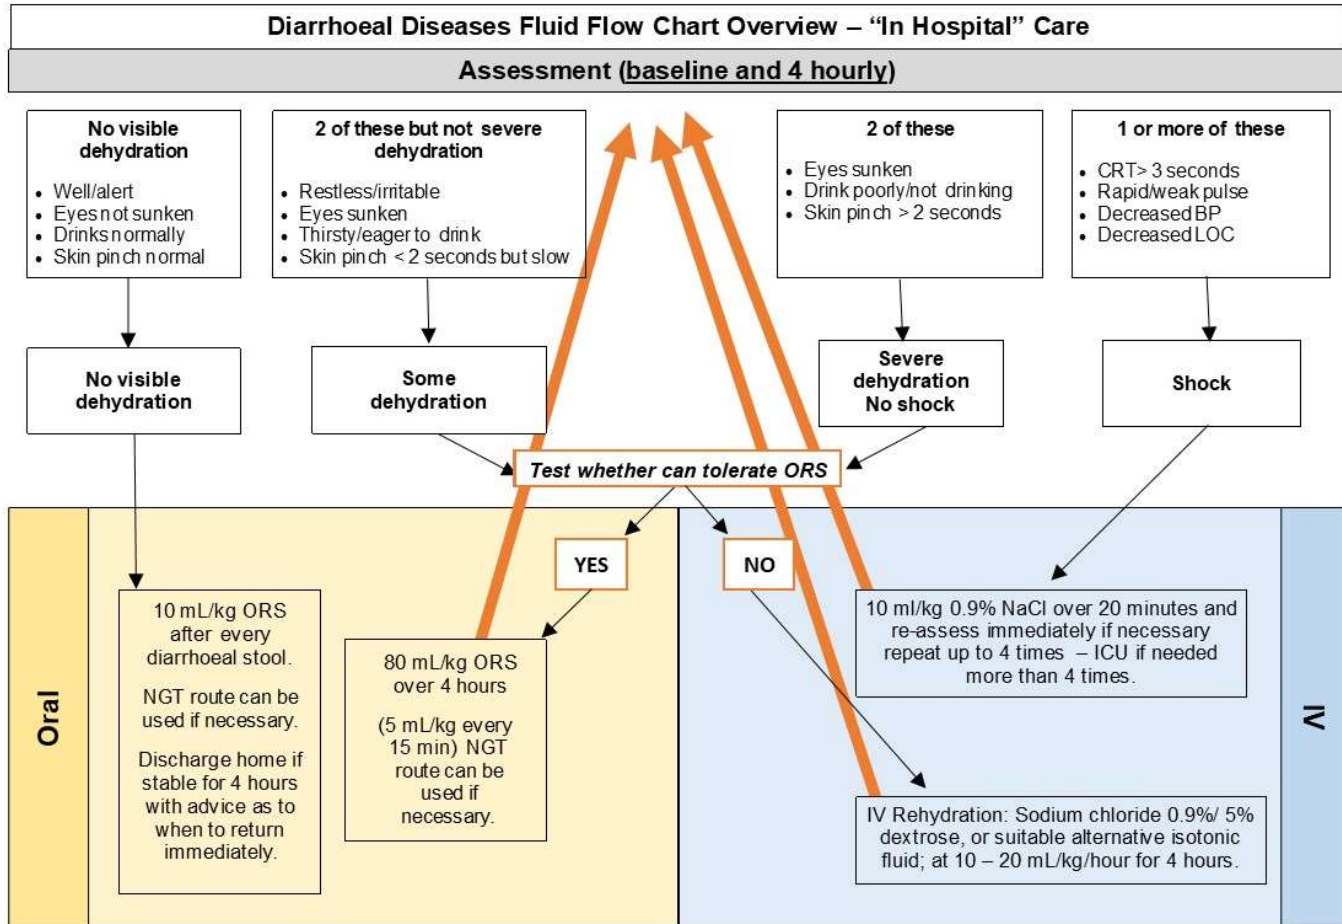 Diarrhoeal Diseases Fluid Flow Chart Overview – “In Hospital” Care
Assessment (baseline and 4 hourly)
No visible
dehydration
• Well/alert
• Eyes not sunken
• Drinks normally
• Skin pinch normal
2 of these but not severe
dehydration
• Restless/irritable
• Eyes sunken
• Thirsty/eager to drink
• Skin pinch < 2 seconds but slow
2 of these
• Eyes sunken
• Drink poorly/not drinking
• Skin pinch > 2 seconds
1 or more of these
• CRT> 3 seconds
• Rapid/weak pulse
• Decreased BP
• Decreased LOC
No visible
dehydration
Some
dehydration
Severe
dehydration
No shock
Shock
Test whether can tolerate ORS
YES
NO
Oral
10 mL/kg ORS
after every
diarrhoeal stool.
NGT route can be
used if necessary.
Discharge home if
stable for 4 hours
with advice as to
when to return
immediately.
80 mL/kg ORS
over 4 hours
(5 mL/kg every
15 min) NGT
route can be
used if
necessary.
10 ml/kg 0.9% NaCl over 20 minutes and
re-assess immediately if necessary
repeat up to 4 times – ICU if needed
more than 4 times.
IV Rehydration: Sodium chloride 0.9%/ 5%
dextrose, or suitable alternative isotonic
fluid; at 10 – 20 mL/kg/hour for 4 hours.
IV